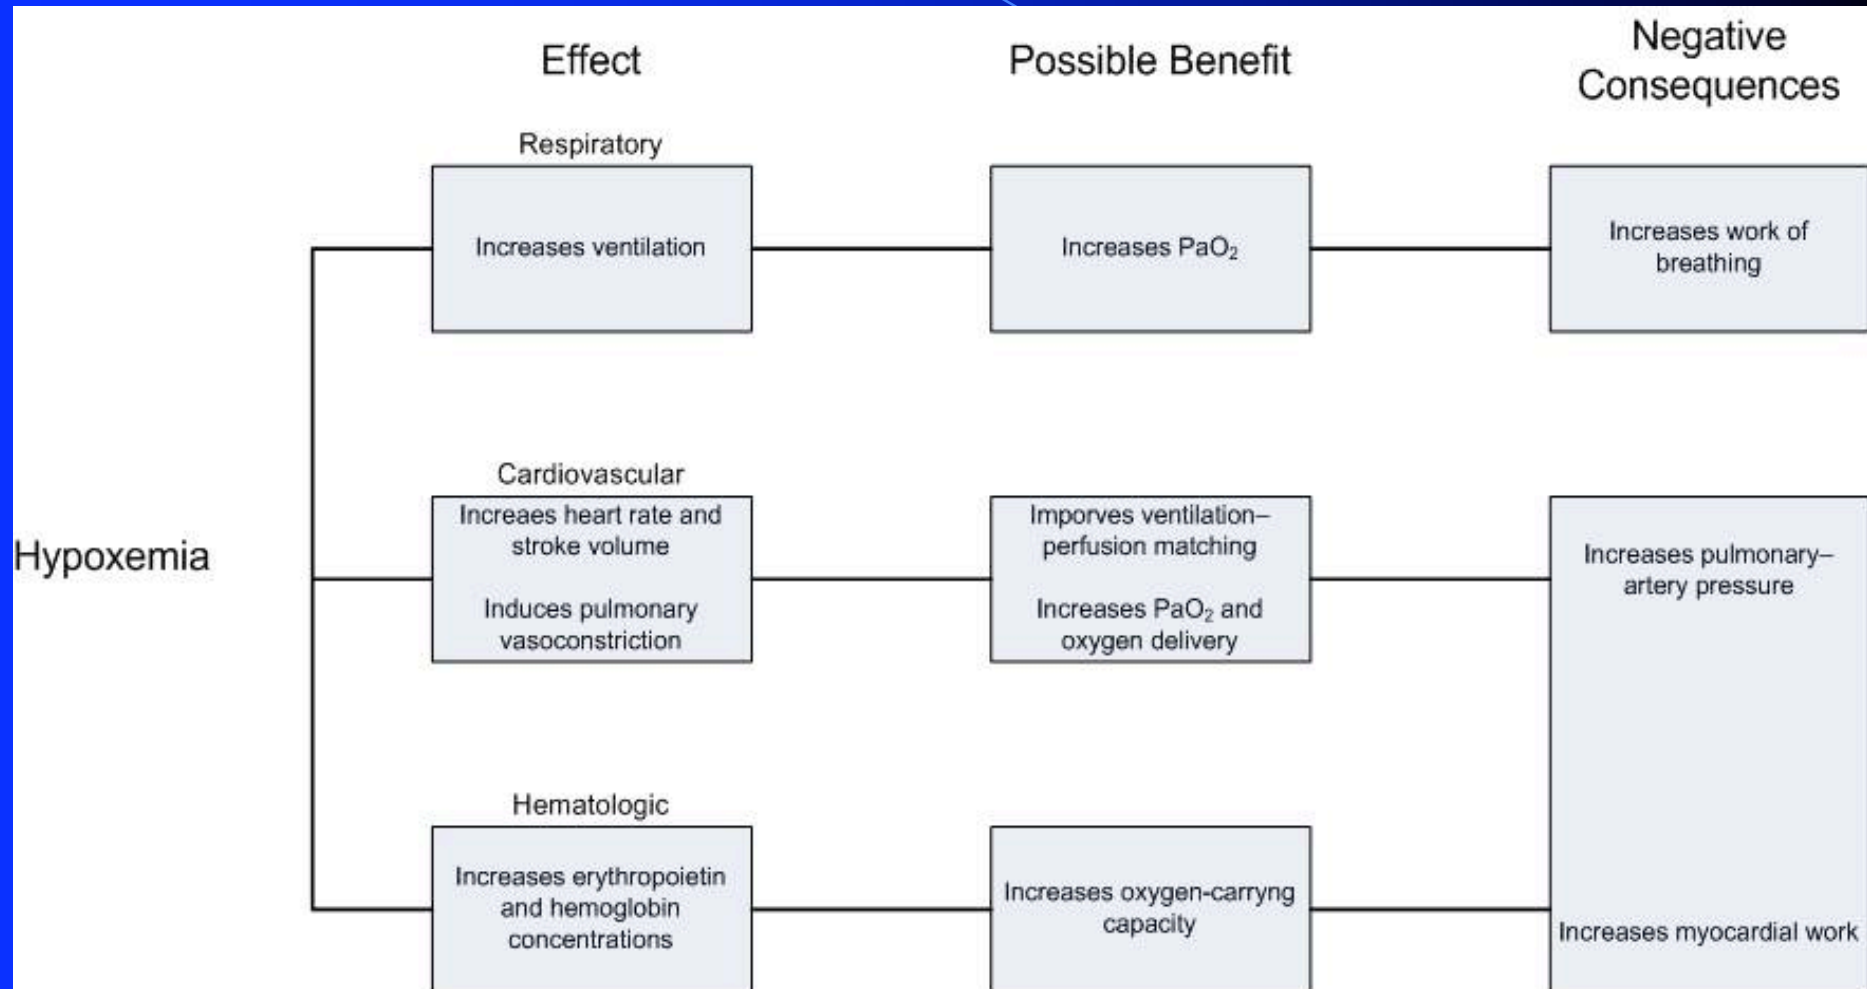 Effect
Possible Benefit
Negative
Consequences
Respiratory
Increases ventilation
Increases PaO₂
Increases work of
breathing
Hypoxemia
Cardiovascular
Increaes heart rate and
stroke volume
Induces pulmonary
vasoconstriction
Imporves ventilation–
perfusion matching
Increases PaO₂ and
oxygen delivery
Increases pulmonary–
artery pressure
Hematologic
Increases erythropoietin
and hemoglobin
concentrations
Increases oxygen-carryng
capacity
Increases myocardial work